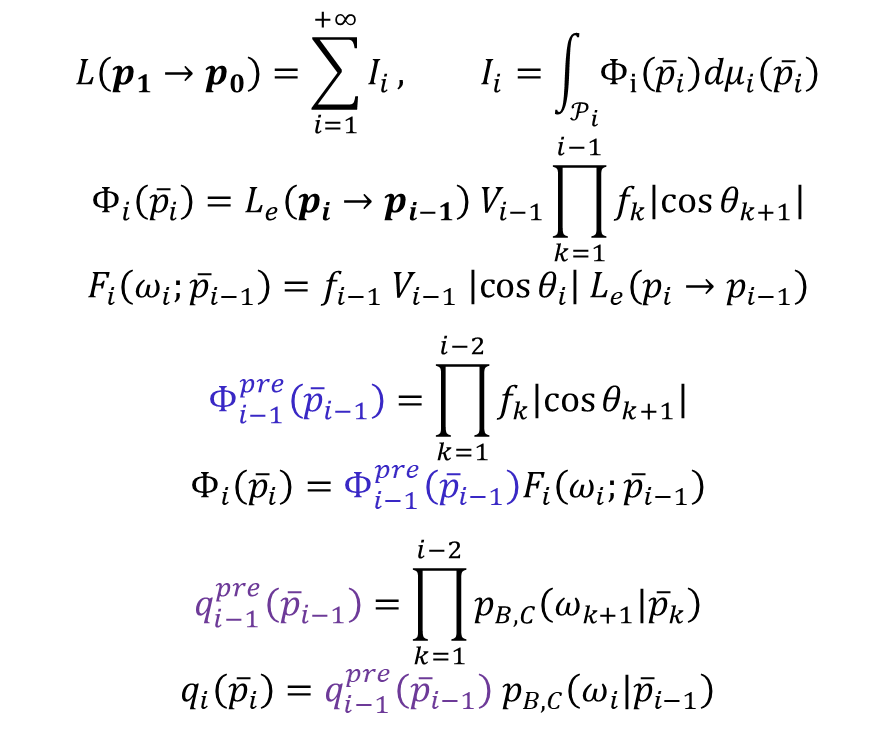 L(𝒑₁ → 𝒑₀) = ∑_{i=1}^{+∞} I_i ,  I_i = ∫_{𝒫_i} Φ_i(p̄_i)dμ_i(p̄_i)
Φ_i(p̄_i) = L_e(𝒑_𝒊 → 𝒑_{𝒊−𝟏}) V_{i−1} ∏_{k=1}^{i−1} f_k|cos θ_{k+1}|
F_i(ω_i; p̄_{i−1}) = f_{i−1} V_{i−1} |cos θ_i| L_e(p_i → p_{i−1})
Φ_{i−1}^{pre}(p̄_{i−1}) = ∏_{k=1}^{i−2} f_k|cos θ_{k+1}|
Φ_i(p̄_i) = Φ_{i−1}^{pre}(p̄_{i−1})F_i(ω_i; p̄_{i−1})
q_{i−1}^{pre}(p̄_{i−1}) = ∏_{k=1}^{i−2} p_{B,C}(ω_{k+1}|p̄_k)
q_i(p̄_i) = q_{i−1}^{pre}(p̄_{i−1}) p_{B,C}(ω_i|p̄_{i−1})